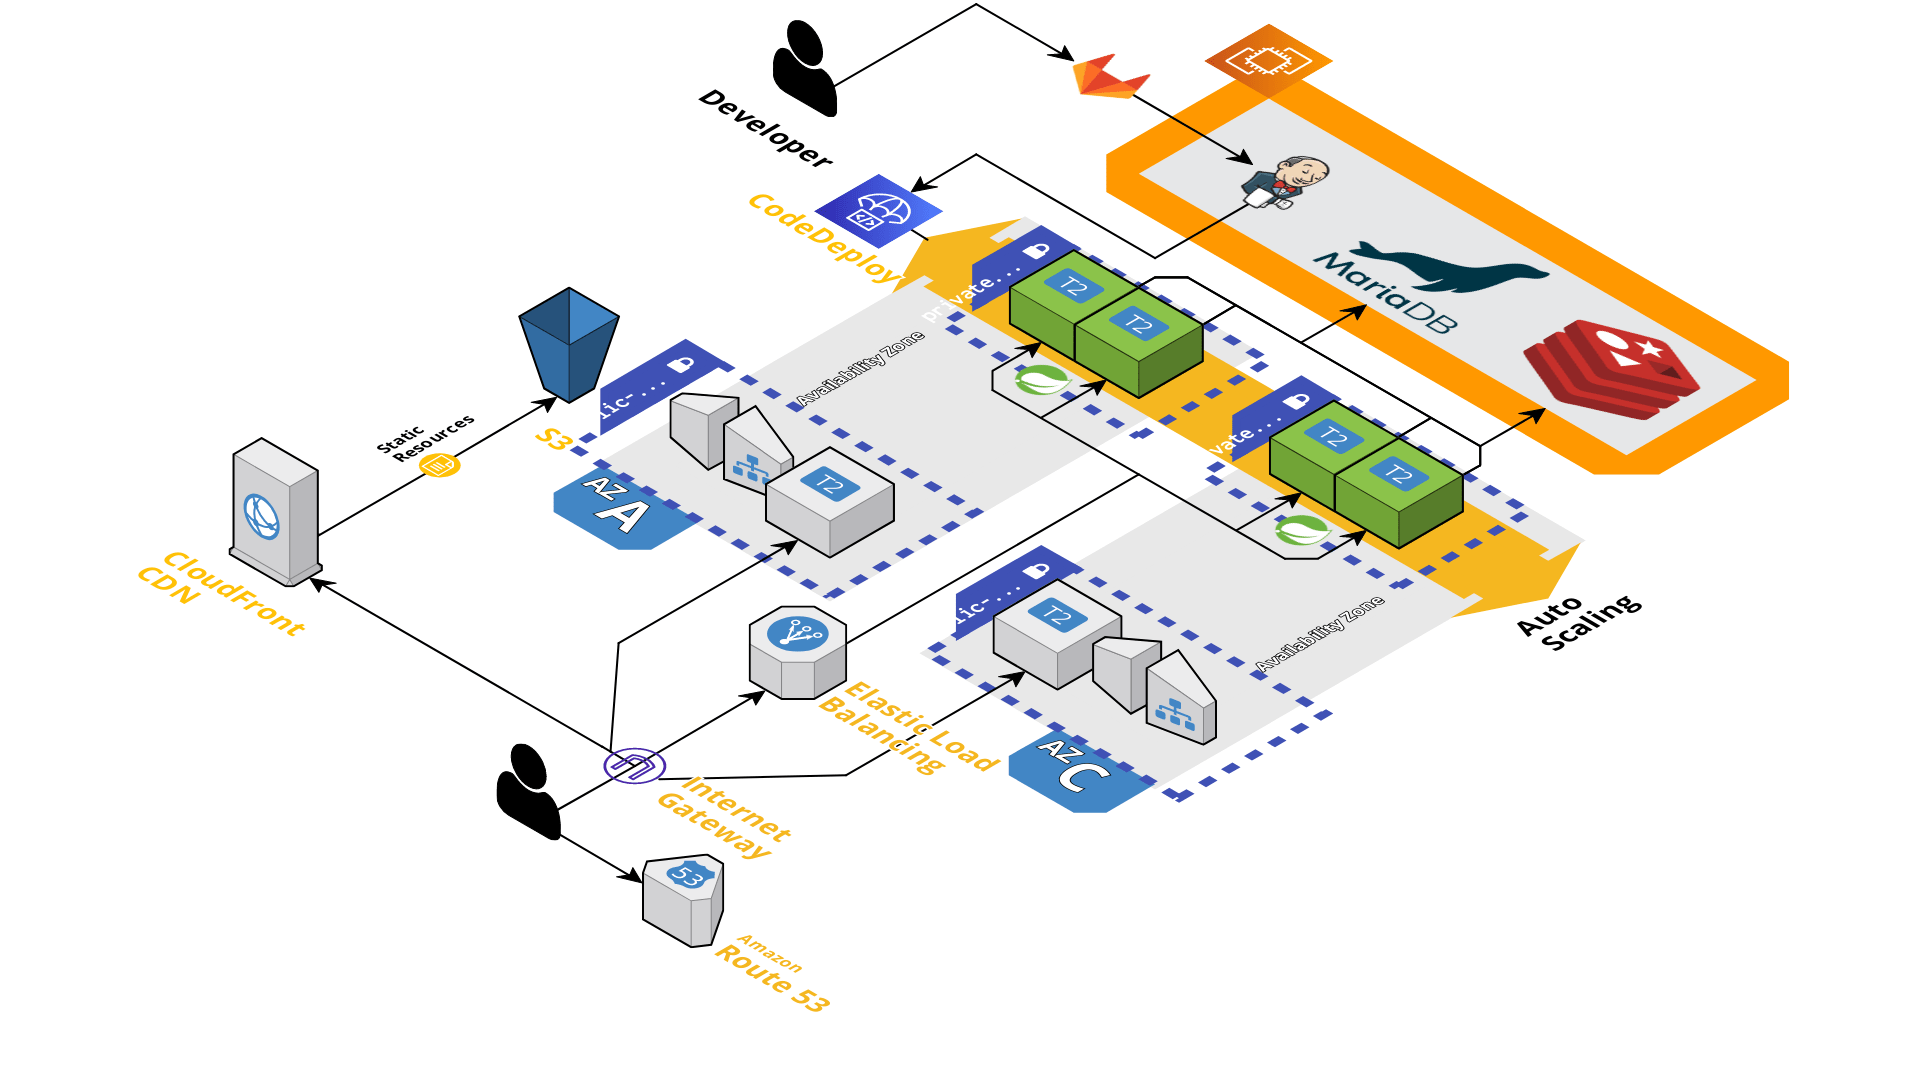 Developer
CodeDeploy
MariaDB
private...
T2
T2
Availability Zone
lic-...
S3
Static
Resources
AZ A
T2
vate...
T2
T2
CloudFront
CDN
lic-...
T2
Availability Zone
Auto
Scaling
Elastic Load
Balancing
AZ C
Internet
Gateway
53
Amazon
Route 53